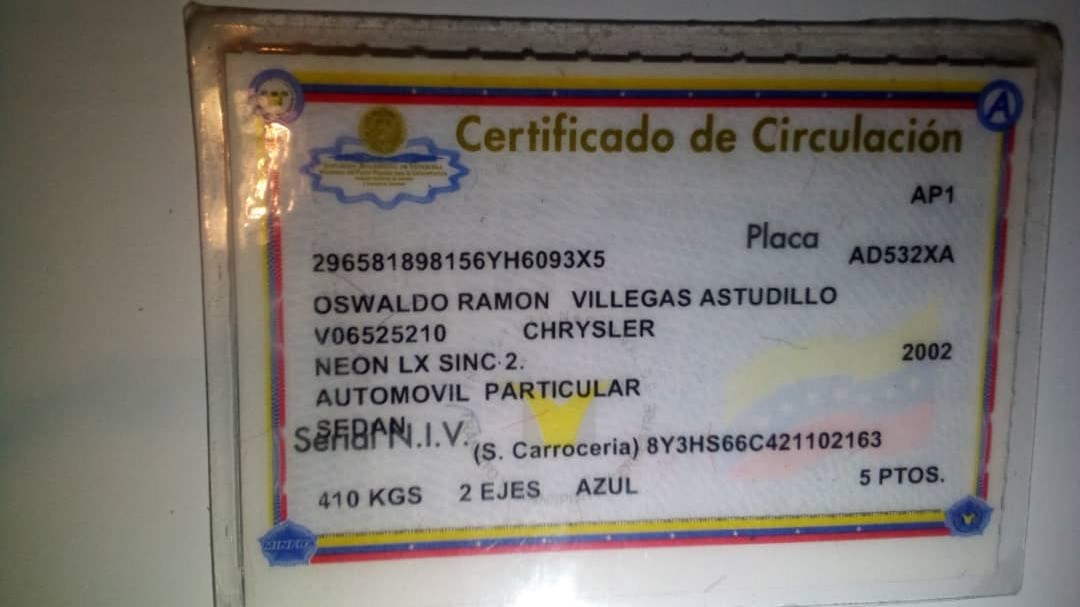 Certificado de Circulación
AP1
Placa
296581898156YH6093X5 AD532XA
OSWALDO RAMON VILLEGAS ASTUDILLO
V06525210 CHRYSLER
NEON LX SINC 2. 2002
AUTOMOVIL PARTICULAR
SEDAN
Serial N.I.V. (S. Carroceria) 8Y3HS66C421102163
410 KGS 2 EJES AZUL 5 PTOS.